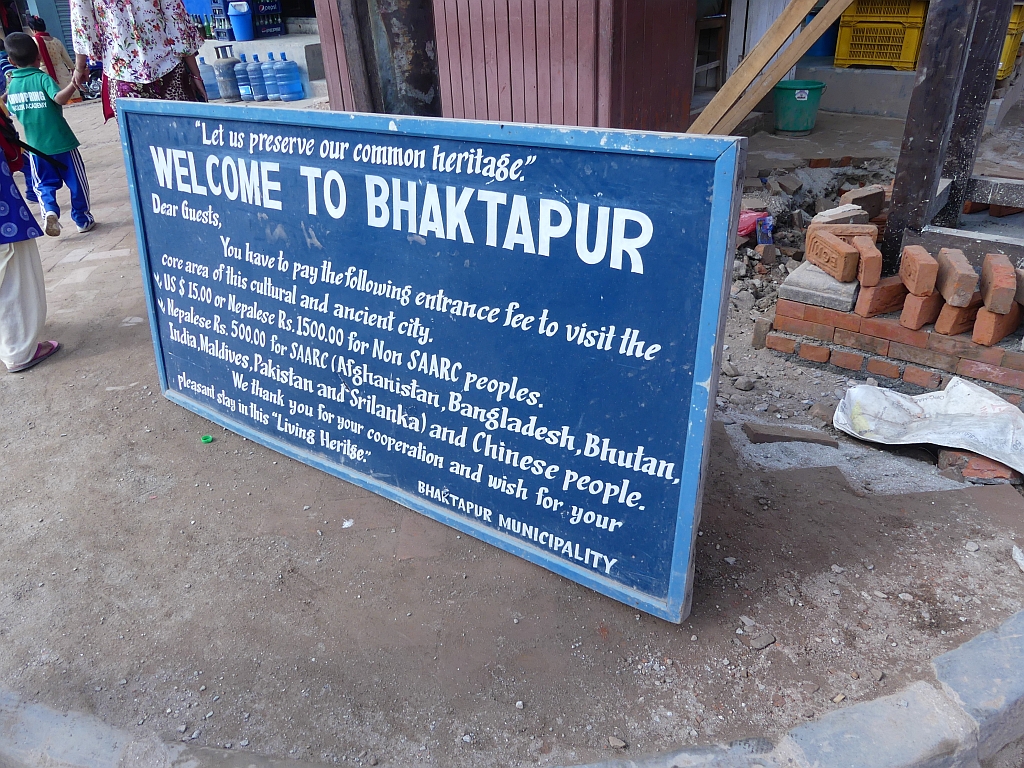 "Let us preserve our common heritage."
WELCOME TO BHAKTAPUR
Dear Guests,
You have to pay the following entrance fee to visit the
core area of this cultural and ancient city.
US $ 15.00 or Nepalese Rs. 1500.00 for Non SAARC peoples.
Nepalese Rs. 500.00 for SAARC (Afghanistan, Bangladesh, Bhutan,
India, Maldives, Pakistan and Srilanka) and Chinese people.
We thank you for your cooperation and wish for your
pleasant stay in this "Living Heritge."
BHAKTAPUR MUNICIPALITY
ACADEMY